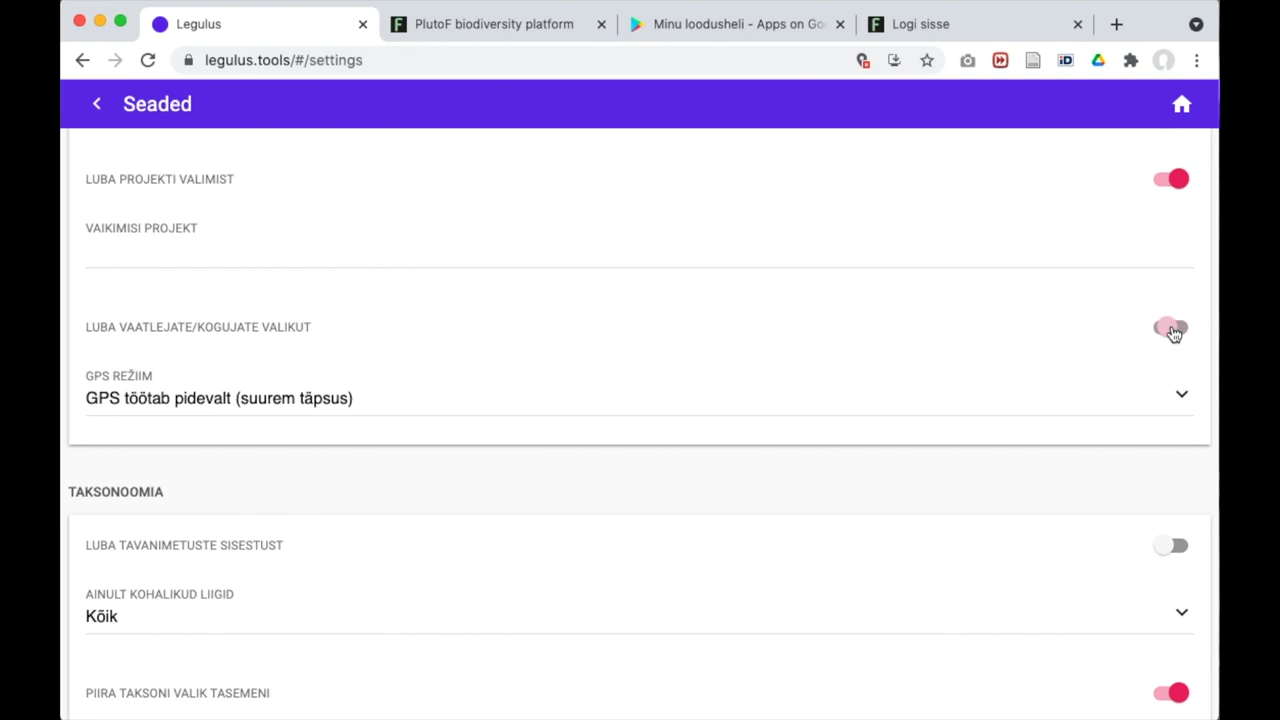 Legulus
PlutoF biodiversity platform
Minu loodusheli - Apps on Go
Logi sisse
legulus.tools/#/settings
Seaded
LUBA PROJEKTI VALIMIST
VAIKIMISI PROJEKT
LUBA VAATLEJATE/KOGUJATE VALIKUT
GPS REŽIIM
GPS töötab pidevalt (suurem täpsus)
TAKSONOOMIA
LUBA TAVANIMETUSTE SISESTUST
AINULT KOHALIKUD LIIGID
Kõik
PIIRA TAKSONI VALIK TASEMENI